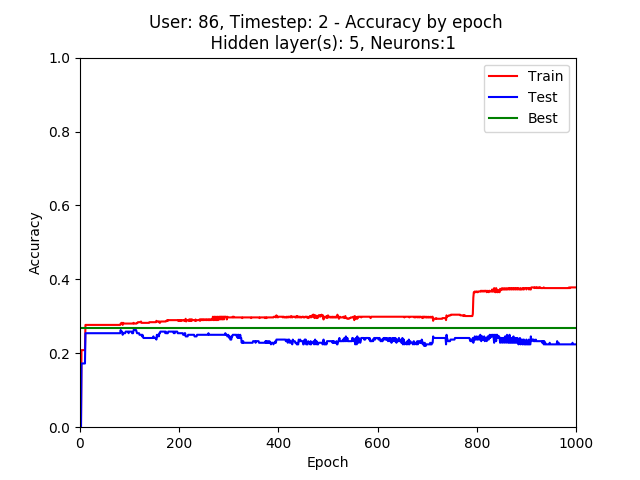 User: 86, Timestep: 2 - Accuracy by epoch
Hidden layer(s): 5, Neurons:1
1.0
0.8
0.6
0.4
0.2
0.0
Accuracy
Train
Test
Best
0 200 400 600 800 1000
Epoch